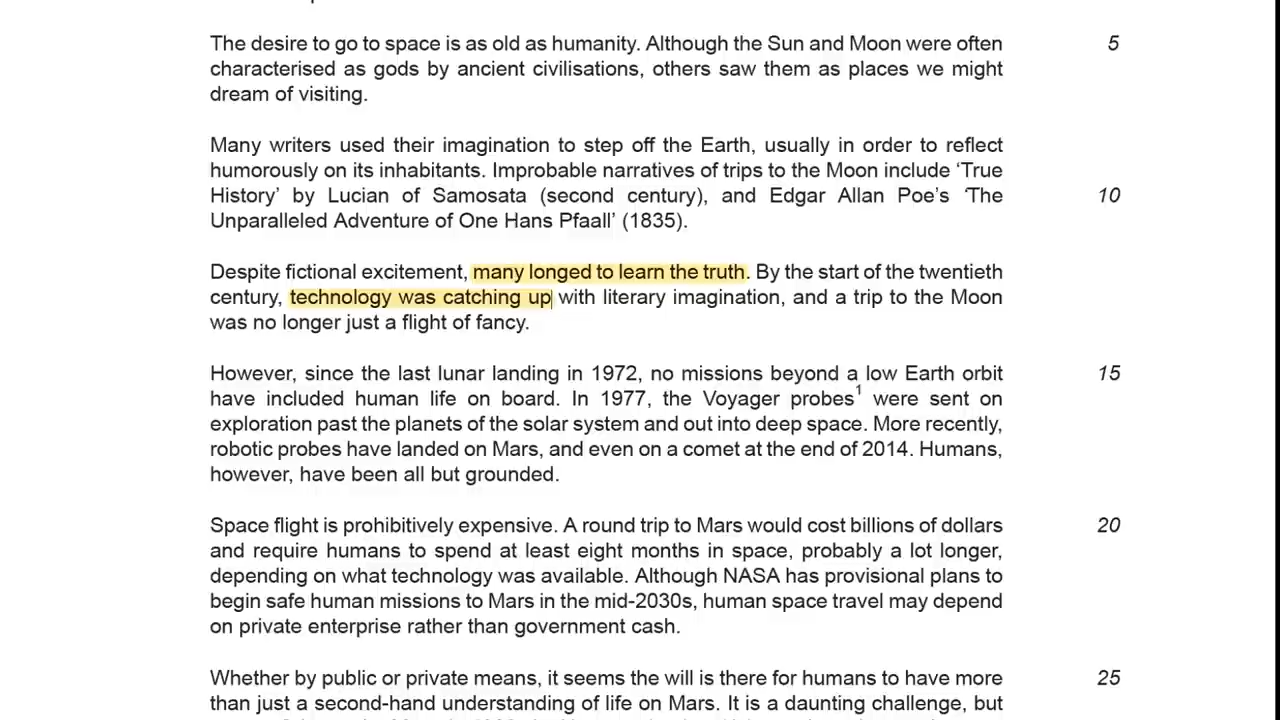 The desire to go to space is as old as humanity. Although the Sun and Moon were often 5
characterised as gods by ancient civilisations, others saw them as places we might
dream of visiting.
Many writers used their imagination to step off the Earth, usually in order to reflect
humorously on its inhabitants. Improbable narratives of trips to the Moon include ‘True
History’ by Lucian of Samosata (second century), and Edgar Allan Poe’s ‘The 10
Unparalleled Adventure of One Hans Pfaall’ (1835).
Despite fictional excitement, many longed to learn the truth. By the start of the twentieth
century, technology was catching up with literary imagination, and a trip to the Moon
was no longer just a flight of fancy.
However, since the last lunar landing in 1972, no missions beyond a low Earth orbit 15
have included human life on board. In 1977, the Voyager probes¹ were sent on
exploration past the planets of the solar system and out into deep space. More recently,
robotic probes have landed on Mars, and even on a comet at the end of 2014. Humans,
however, have been all but grounded.
Space flight is prohibitively expensive. A round trip to Mars would cost billions of dollars 20
and require humans to spend at least eight months in space, probably a lot longer,
depending on what technology was available. Although NASA has provisional plans to
begin safe human missions to Mars in the mid-2030s, human space travel may depend
on private enterprise rather than government cash.
Whether by public or private means, it seems the will is there for humans to have more 25
than just a second-hand understanding of life on Mars. It is a daunting challenge, but